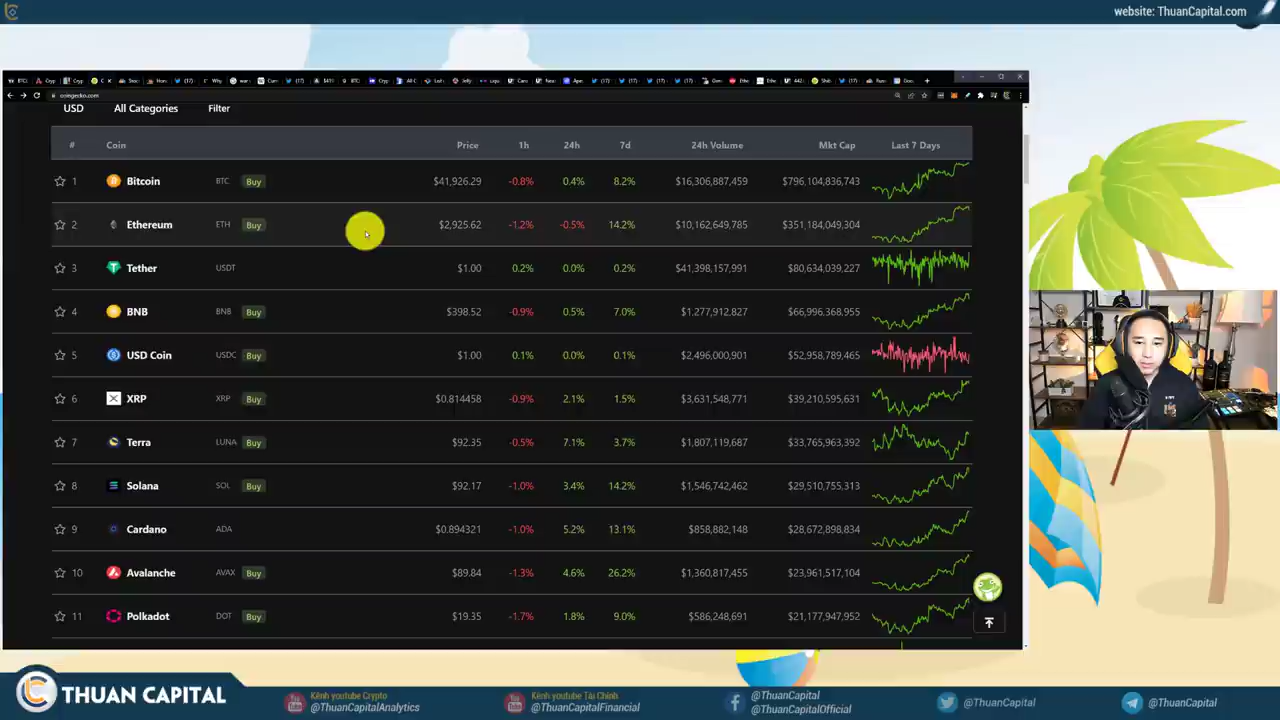 website: ThuanCapital.com
coingecko.com
USD All Categories Filter
# Coin Price 1h 24h 7d 24h Volume Mkt Cap Last 7 Days
1 Bitcoin BTC Buy $41,926.29 -0.8% 0.4% 8.2% $16,306,887,459 $796,104,836,743
2 Ethereum ETH Buy $2,925.62 -1.2% -0.5% 14.2% $10,162,649,785 $351,184,049,304
3 Tether USDT $1.00 0.2% 0.0% 0.2% $41,398,157,991 $80,634,039,227
4 BNB BNB Buy $398.52 -0.9% 0.5% 7.0% $1,277,912,827 $66,996,368,955
5 USD Coin USDC $1.00 0.1% 0.0% 0.1% $2,496,000,901 $52,958,789,465
6 XRP XRP Buy $0.814458 -0.9% 2.1% 1.5% $3,631,548,771 $39,210,595,631
7 Terra LUNA Buy $92.35 -0.5% 7.1% 3.7% $1,807,119,687 $33,765,963,392
8 Solana SOL Buy $92.17 -1.0% 3.4% 14.2% $1,546,742,462 $29,510,755,313
9 Cardano ADA $0.894321 -1.0% 5.2% 13.1% $858,882,148 $28,672,898,834
10 Avalanche AVAX Buy $89.84 -1.3% 4.6% 26.2% $1,360,817,455 $23,961,517,104
11 Polkadot DOT Buy $19.35 -1.7% 1.8% 9.0% $586,248,691 $21,177,947,952
THUAN CAPITAL
Kênh youtube Crypto
@ThuanCapitalAnalytics
Kênh youtube Tài Chính
@ThuanCapitalFinancial
@ThuanCapital
@ThuanCapitalOfficial
@ThuanCapital
@ThuanCapital